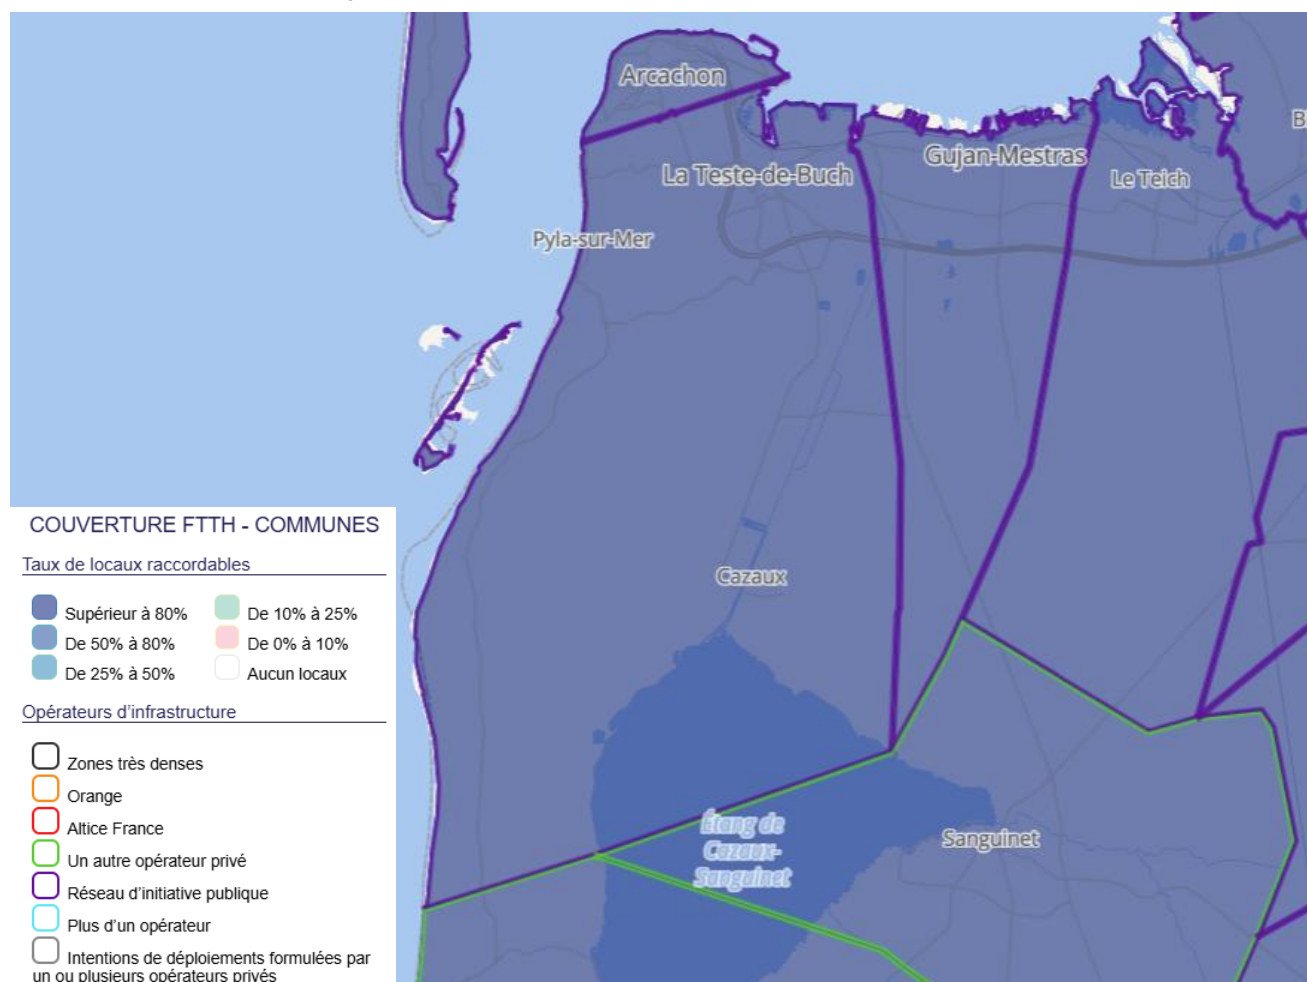 Arcachon
B
Gujan-Mestras
La Teste-de-Buch
Le Teich
Pyla-sur-Mer
COUVERTURE FTTH - COMMUNES
Taux de locaux raccordables
Supérieur à 80%
De 10% à 25%
De 50% à 80%
De 0% à 10%
De 25% à 50%
Aucun locaux
Opérateurs d'infrastructure
Zones très denses
Orange
Altice France
Un autre opérateur privé
Réseau d'initiative publique
Plus d'un opérateur
Intentions de déploiements formulées par
un ou plusieurs opérateurs privés
Cazaux
Étang de
Cazaux-
Sanguinet
Sanguinet